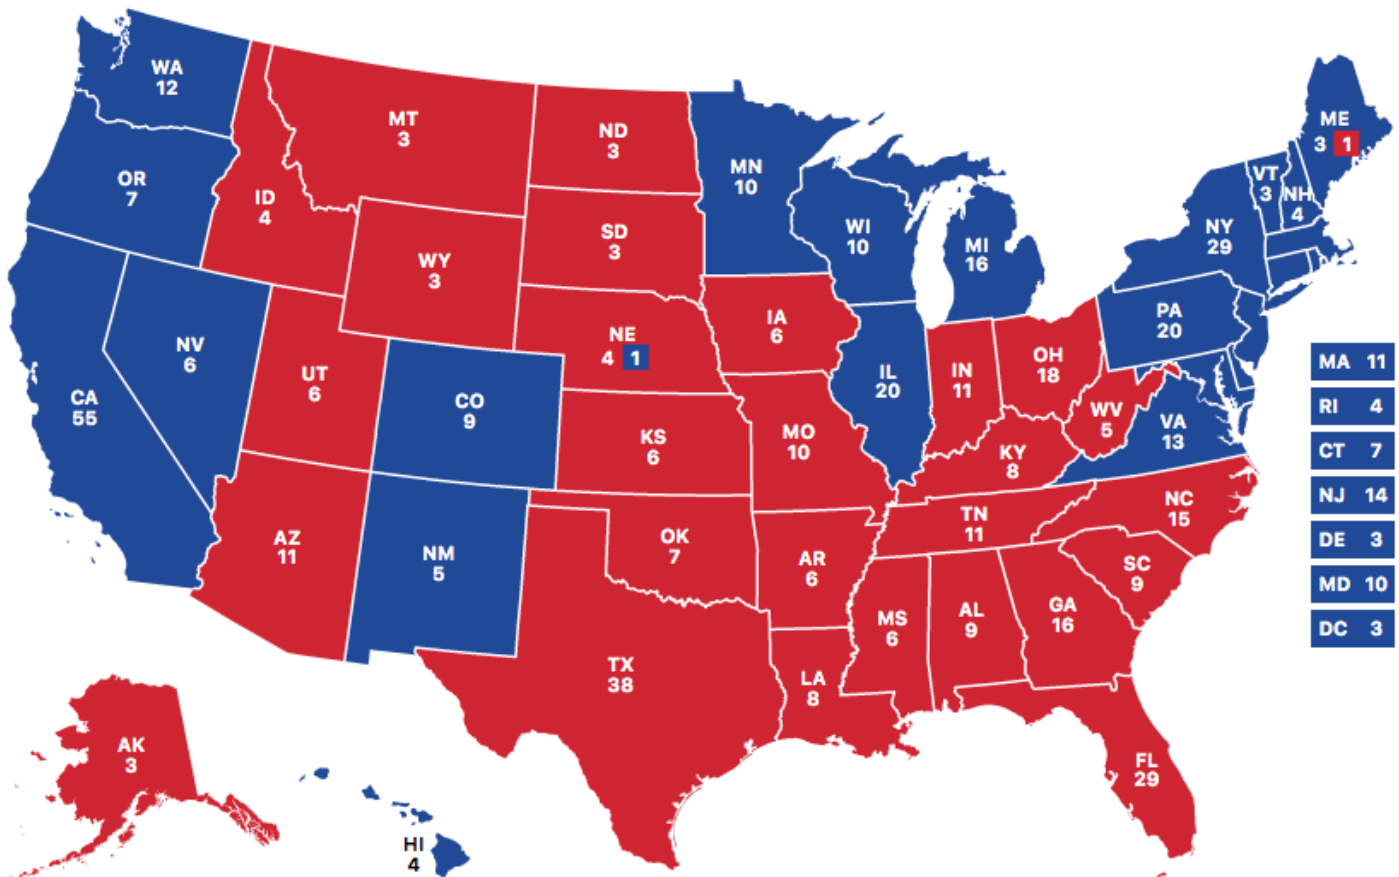 WA
12
OR
7
CA
55
NV
6
ID
4
MT
3
WY
3
UT
6
AZ
11
CO
9
NM
5
ND
3
SD
3
NE
4 1
KS
6
OK
7
TX
38
MN
10
IA
6
MO
10
AR
6
LA
8
WI
10
IL
20
MI
16
IN
11
OH
18
KY
8
TN
11
MS
6
AL
9
GA
16
FL
29
SC
9
NC
15
VA
13
WV
5
PA
20
NY
29
VT
3
NH
4
ME
3 1
MA 11
RI 4
CT 7
NJ 14
DE 3
MD 10
DC 3
AK
3
HI
4